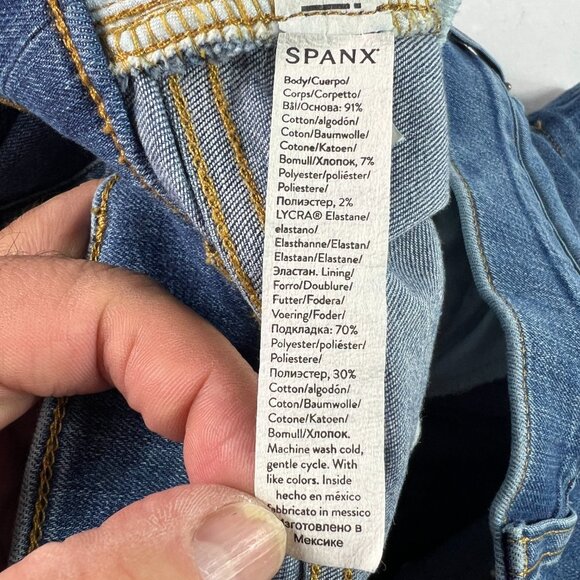 SPANX®
Body/Cuerpo/
Corps/Corpetto/
Bål/Основа: 91%
Cotton/algodón/
Coton/Baumwolle/
Cotone/Katoen/
Bomull/Хлопок, 7%
Polyester/poliéster/
Poliestere/
Полиэстер, 2%
LYCRA® Elastane/
elastano/
Elasthanne/Elastan/
Elastaan/Elastane/
Эластан. Lining/
Forro/Doublure/
Futter/Fodera/
Voering/Foder/
Подкладка: 70%
Polyester/poliéster/
Poliestere/
Полиэстер, 30%
Cotton/algodón/
Coton/Baumwolle/
Cotone/Katoen/
Bomull/Хлопок.
Machine wash cold,
gentle cycle. With
like colors. Inside
hecho en méxico
fabbricato in messico
Изготовлено в
Мексике